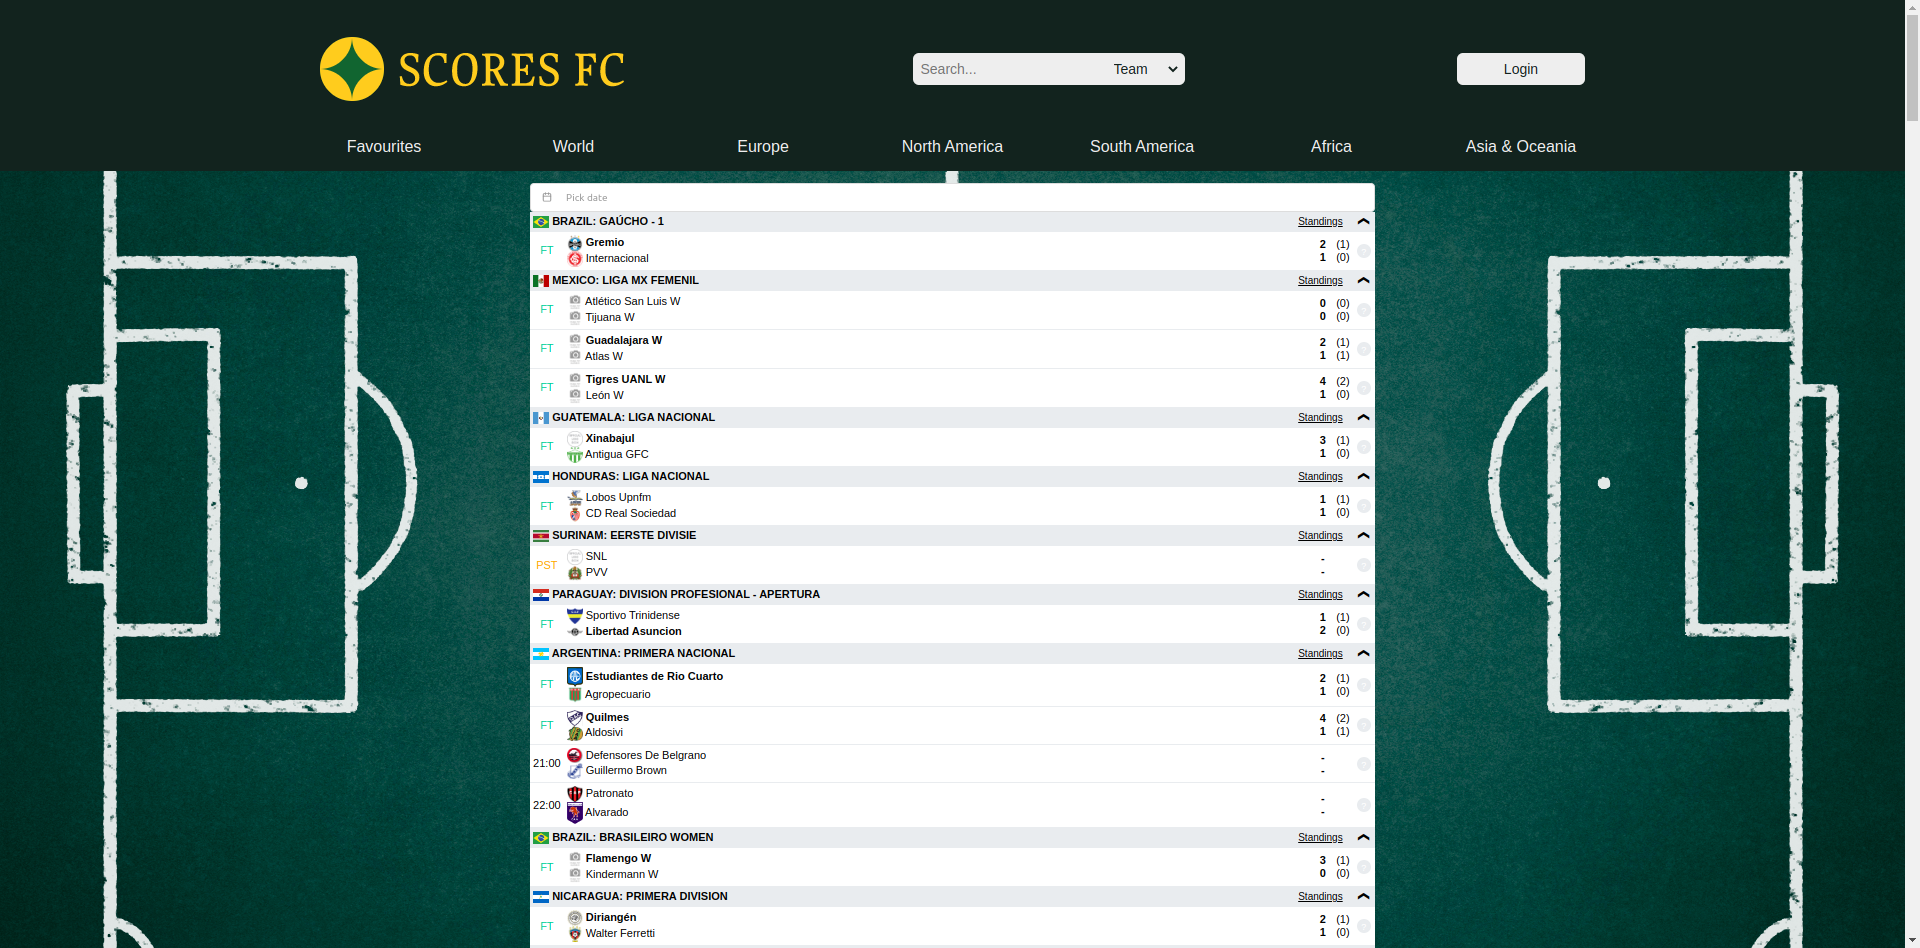 SCORES FC
Search...
Team
Login
Favourites
World
Europe
North America
South America
Africa
Asia & Oceania
Pick date
BRAZIL: GAÚCHO - 1 Standings
FT
Gremio 2 (1)
Internacional 1 (0)
MEXICO: LIGA MX FEMENIL Standings
FT
Atlético San Luis W 0 (0)
Tijuana W 0 (0)
FT
Guadalajara W 2 (1)
Atlas W 1 (1)
FT
Tigres UANL W 4 (2)
León W 1 (0)
GUATEMALA: LIGA NACIONAL Standings
FT
Xinabajul 3 (1)
Antigua GFC 1 (0)
HONDURAS: LIGA NACIONAL Standings
FT
Lobos Upnfm 1 (1)
CD Real Sociedad 1 (0)
SURINAM: EERSTE DIVISIE Standings
PST
SNL -
PVV -
PARAGUAY: DIVISION PROFESIONAL - APERTURA Standings
FT
Sportivo Trinidense 1 (1)
Libertad Asuncion 2 (0)
ARGENTINA: PRIMERA NACIONAL Standings
FT
Estudiantes de Rio Cuarto 2 (1)
Agropecuario 1 (0)
FT
Quilmes 4 (2)
Aldosivi 1 (1)
21:00
Defensores De Belgrano -
Guillermo Brown -
22:00
Patronato -
Alvarado -
BRAZIL: BRASILEIRO WOMEN Standings
FT
Flamengo W 3 (1)
Kindermann W 0 (0)
NICARAGUA: PRIMERA DIVISION Standings
FT
Diriangén 2 (1)
Walter Ferretti 1 (0)